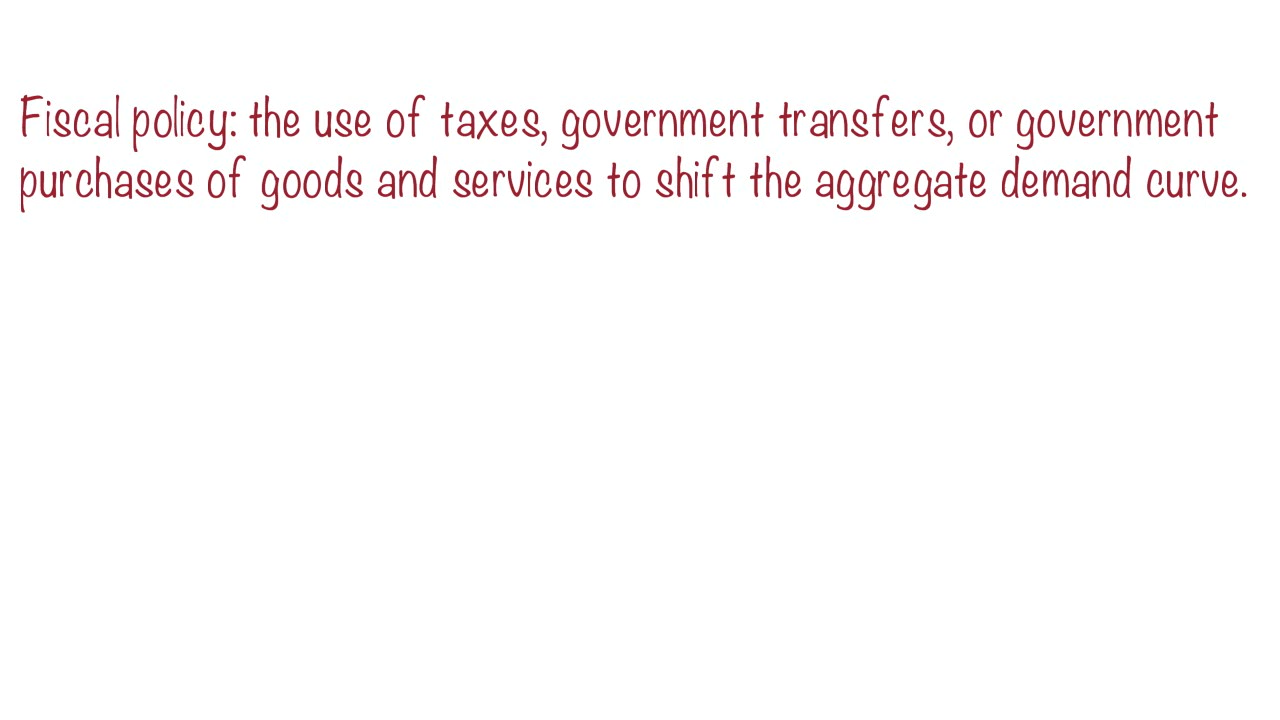 Fiscal policy: the use of taxes, government transfers, or government
purchases of goods and services to shift the aggregate demand curve.